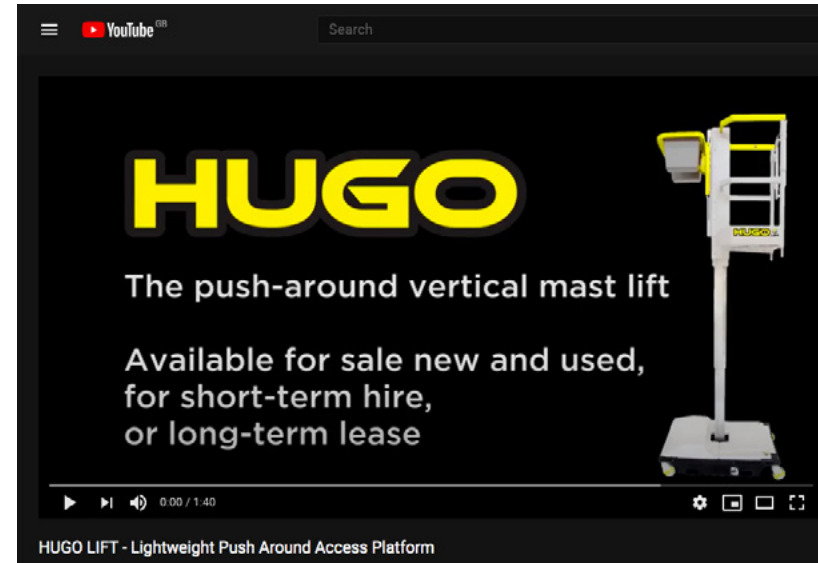 YouTube GB
Search
HUGO
The push-around vertical mast lift
HUGO
Available for sale new and used,
for short-term hire,
or long-term lease
0:00 / 1:40
HUGO LIFT - Lightweight Push Around Access Platform